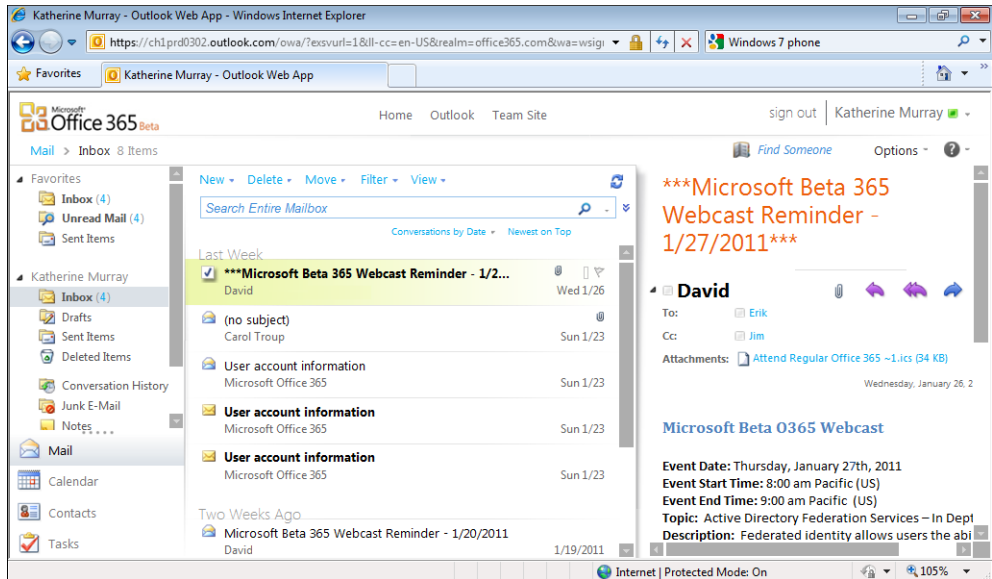 Katherine Murray - Outlook Web App - Windows Internet Explorer
https://ch1prd0302.outlook.com/owa/?exsvurl=1&ll-cc=en-US&realm=office365.com&wa=wsig
Windows 7 phone
Favorites
Katherine Murray - Outlook Web App
Microsoft
Office 365 Beta
Home Outlook Team Site
sign out Katherine Murray
Mail > Inbox 8 Items
Find Someone
Options
Favorites
Inbox (4)
Unread Mail (4)
Sent Items
Katherine Murray
Inbox (4)
Drafts
Sent Items
Deleted Items
Conversation History
Junk E-Mail
Notes
Mail
Calendar
Contacts
Tasks
New Delete Move Filter View
Search Entire Mailbox
Conversations by Date Newest on Top
Last Week
***Microsoft Beta 365 Webcast Reminder - 1/2...
David Wed 1/26
(no subject)
Carol Troup Sun 1/23
User account information
Microsoft Office 365 Sun 1/23
User account information
Microsoft Office 365 Sun 1/23
User account information
Microsoft Office 365 Sun 1/23
Two Weeks Ago
Microsoft Beta 365 Webcast Reminder - 1/20/2011
David 1/19/2011
***Microsoft Beta 365
Webcast Reminder -
1/27/2011***
David
To: Erik
Cc: Jim
Attachments: Attend Regular Office 365 ~1.ics (34 KB)
Wednesday, January 26, 2
Microsoft Beta O365 Webcast
Event Date: Thursday, January 27th, 2011
Event Start Time: 8:00 am Pacific (US)
Event End Time: 9:00 am Pacific (US)
Topic: Active Directory Federation Services – In Dept
Description: Federated identity allows users the abi
Internet | Protected Mode: On
105%